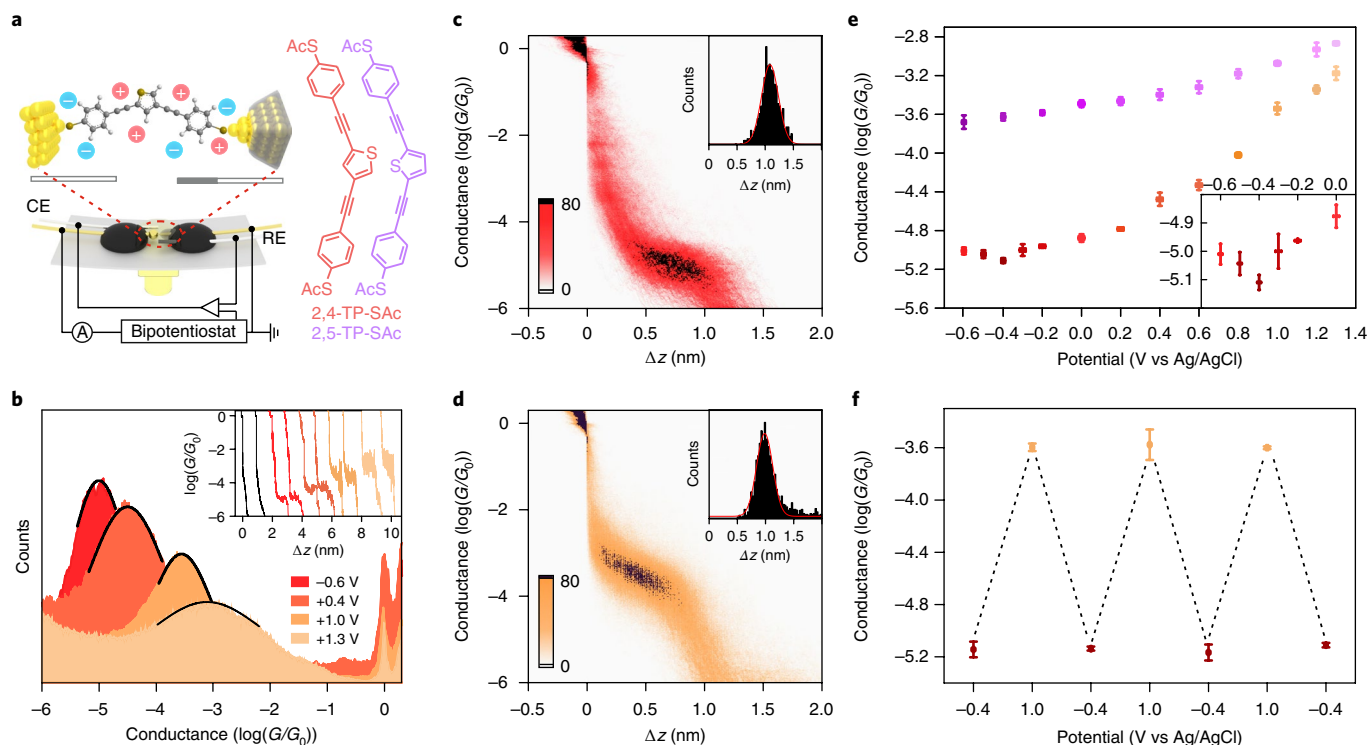 a
AcS
AcS
S
S
AcS
AcS
2,4-TP-SAc
2,5-TP-SAc
− + + −
− + − +
CE
RE
A
Bipotentiostat
b
Counts
log(G/G0)
0
−2
−4
−6
0 2 4 6 8 10
Δz (nm)
−0.6 V
+0.4 V
+1.0 V
+1.3 V
−6 −5 −4 −3 −2 −1 0
Conductance (log(G/G0))
c
Conductance (log(G/G0))
0
−2
−4
−6
80
0
Counts
0 0.5 1.0 1.5 2.0
Δz (nm)
−0.5 0 0.5 1.0 1.5 2.0
Δz (nm)
d
Conductance (log(G/G0))
0
−2
−4
−6
80
0
Counts
0 0.5 1.0 1.5 2.0
Δz (nm)
−0.5 0 0.5 1.0 1.5 2.0
Δz (nm)
e
Conductance (log(G/G0))
−2.8
−3.2
−3.6
−4.0
−4.4
−4.8
−5.2
−5.6
−0.6 −0.4 −0.2 0.0
−4.9
−5.0
−5.1
−0.6 −0.4 −0.2 0.0 0.2 0.4 0.6 0.8 1.0 1.2 1.4
Potential (V vs Ag/AgCl)
f
Conductance (log(G/G0))
−3.6
−4.0
−4.4
−4.8
−5.2
−0.4 1.0 −0.4 1.0 −0.4 1.0 −0.4
Potential (V vs Ag/AgCl)